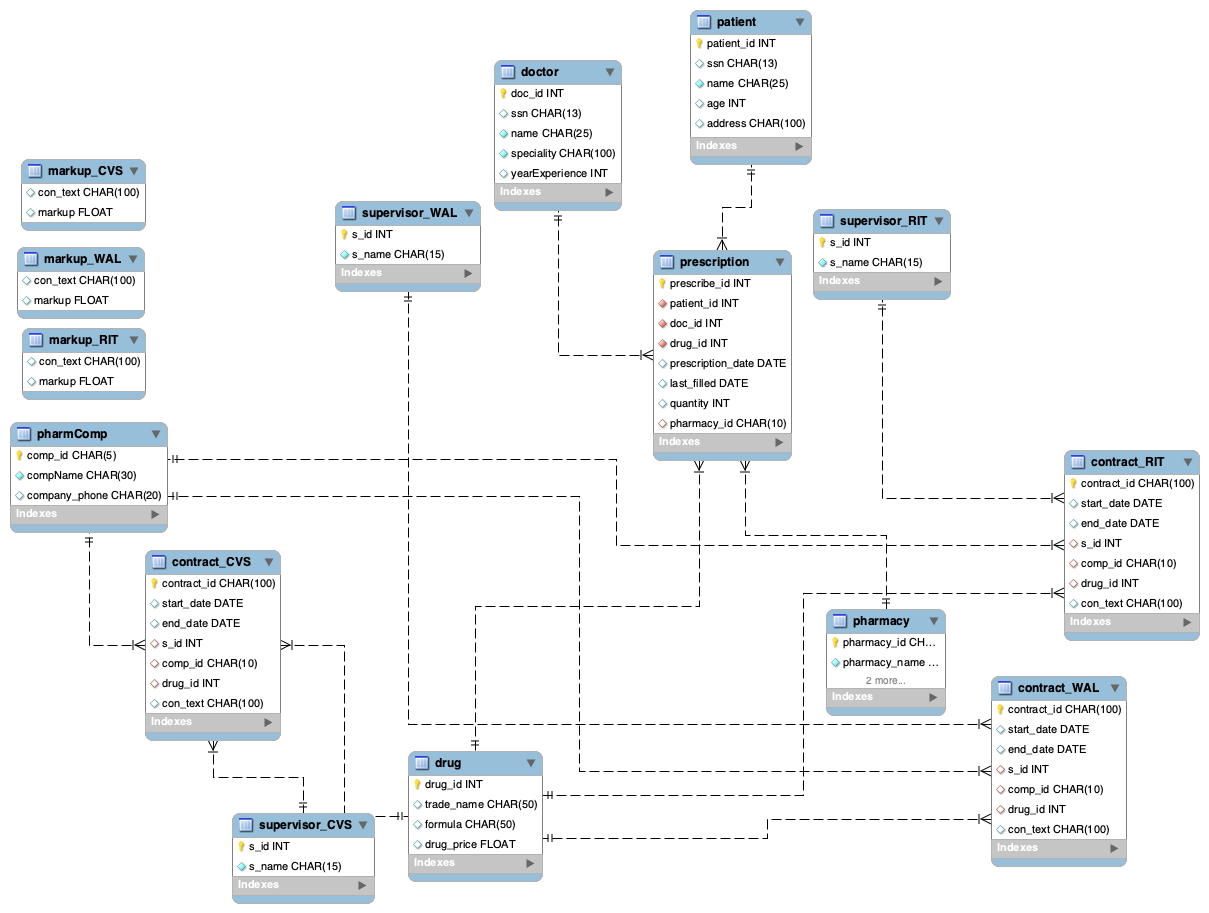 patient
patient_id INT
ssn CHAR(13)
name CHAR(25)
age INT
address CHAR(100)
Indexes
doctor
doc_id INT
ssn CHAR(13)
name CHAR(25)
speciality CHAR(100)
yearExperience INT
Indexes
markup_CVS
con_text CHAR(100)
markup FLOAT
markup_WAL
con_text CHAR(100)
markup FLOAT
markup_RIT
con_text CHAR(100)
markup FLOAT
supervisor_WAL
s_id INT
s_name CHAR(15)
Indexes
supervisor_RIT
s_id INT
s_name CHAR(15)
Indexes
prescription
prescribe_id INT
patient_id INT
doc_id INT
drug_id INT
prescription_date DATE
last_filled DATE
quantity INT
pharmacy_id CHAR(10)
Indexes
pharmComp
comp_id CHAR(5)
compName CHAR(30)
company_phone CHAR(20)
Indexes
contract_RIT
contract_id CHAR(100)
start_date DATE
end_date DATE
s_id INT
comp_id CHAR(10)
drug_id INT
con_text CHAR(100)
Indexes
contract_CVS
contract_id CHAR(100)
start_date DATE
end_date DATE
s_id INT
comp_id CHAR(10)
drug_id INT
con_text CHAR(100)
Indexes
pharmacy
pharmacy_id CH...
pharmacy_name ...
2 more...
Indexes
contract_WAL
contract_id CHAR(100)
start_date DATE
end_date DATE
s_id INT
comp_id CHAR(10)
drug_id INT
con_text CHAR(100)
Indexes
drug
drug_id INT
trade_name CHAR(50)
formula CHAR(50)
drug_price FLOAT
Indexes
supervisor_CVS
s_id INT
s_name CHAR(15)
Indexes